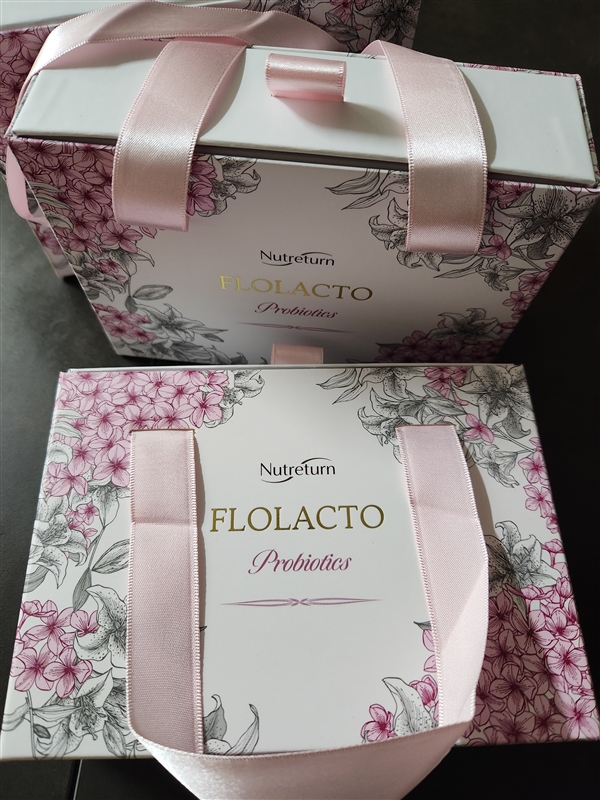 Nutreturn
FLOLACTO
Probiotics
Nutreturn
FLOLACTO
Probiotics